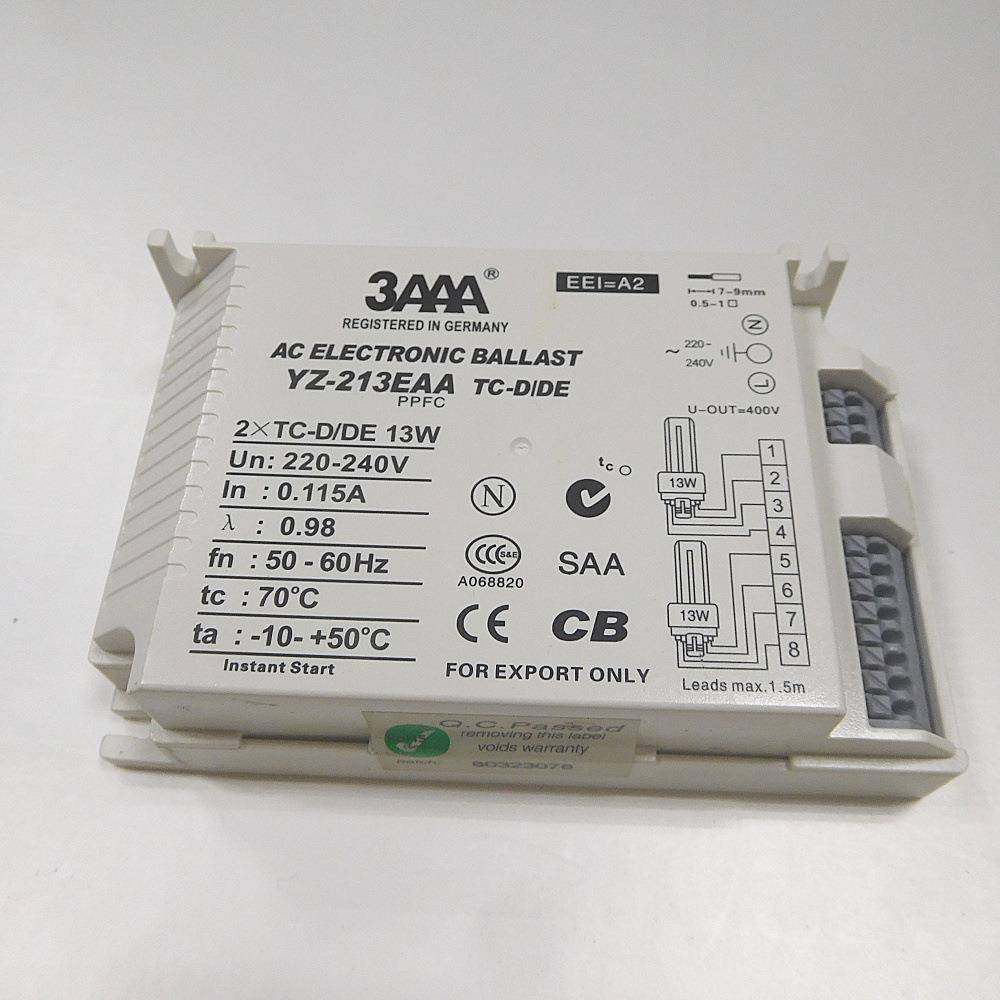 3AAA®
REGISTERED IN GERMANY
AC ELECTRONIC BALLAST
YZ-213EAA TC-D/DE
PPFC
2×TC-D/DE 13W
Un: 220-240V
In : 0.115A
λ : 0.98
fn : 50 - 60Hz
tc : 70°C
ta : -10- +50°C
Instant Start
EEI=A2
7-9mm
0.5-1□
N
~ 220-
240V
L
U-OUT=400V
tc
N
CCC S&E
A068820
SAA
CE
CB
FOR EXPORT ONLY
13W
13W
1
2
3
4
5
6
7
8
Leads max.1.5m
Q.C.Passed
removing this label
voids warranty
80323078